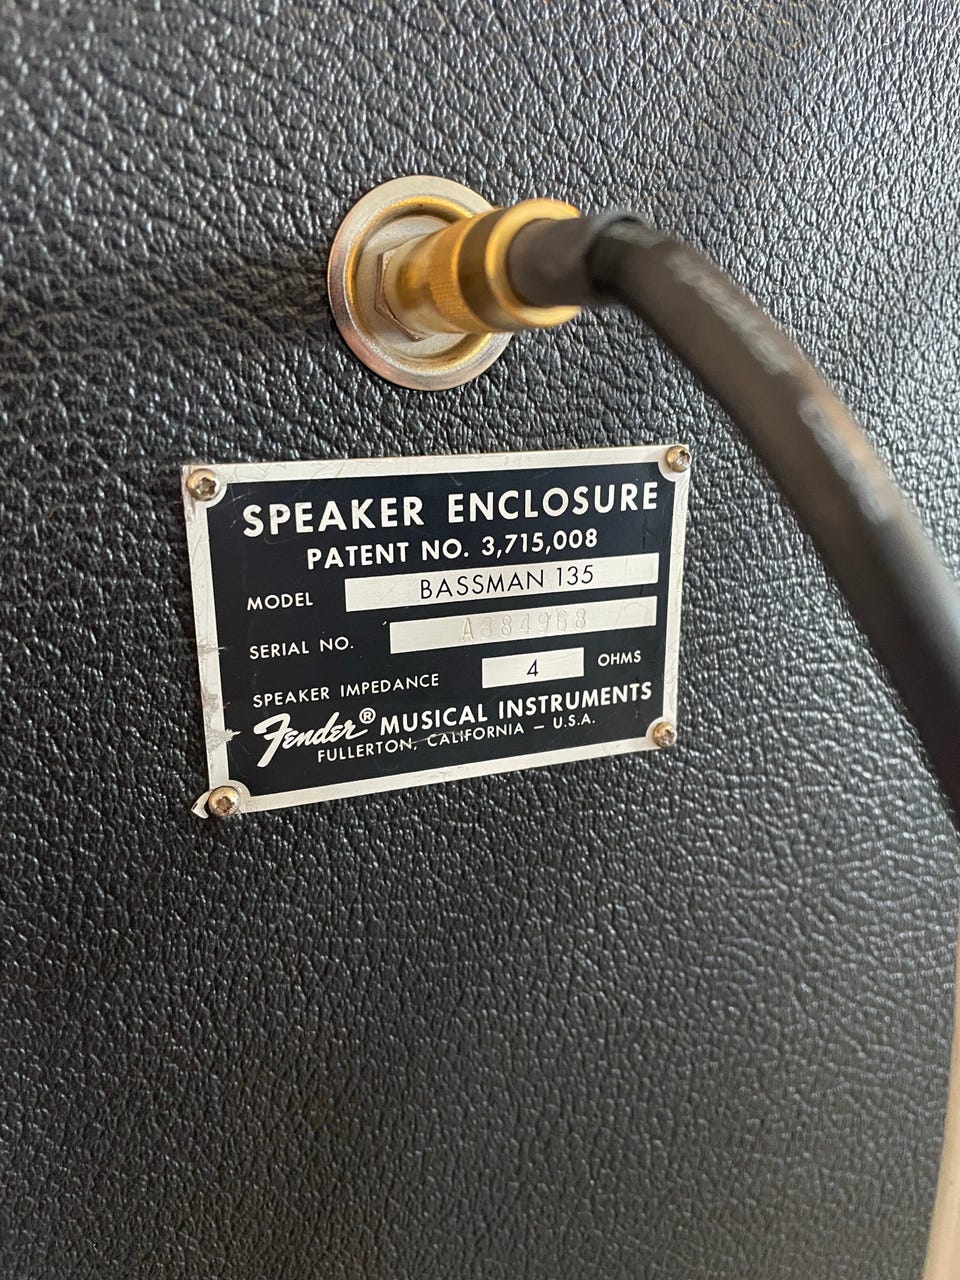 SPEAKER ENCLOSURE
PATENT NO. 3,715,008
MODEL BASSMAN 135
SERIAL NO. A884968
SPEAKER IMPEDANCE 4 OHMS
Fender® MUSICAL INSTRUMENTS
FULLERTON, CALIFORNIA — U.S.A.